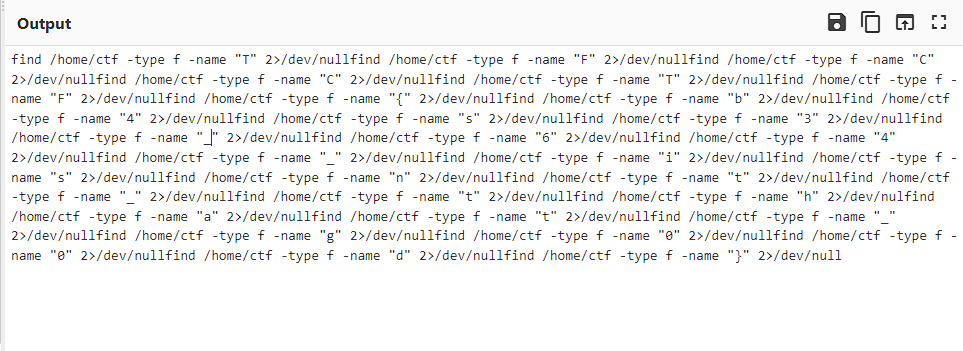 Output
find /home/ctf -type f -name "T" 2>/dev/nullfind /home/ctf -type f -name "F" 2>/dev/nullfind /home/ctf -type f -name "C"
2>/dev/nullfind /home/ctf -type f -name "C" 2>/dev/nullfind /home/ctf -type f -name "T" 2>/dev/nullfind /home/ctf -type f -
name "F" 2>/dev/nullfind /home/ctf -type f -name "{" 2>/dev/nullfind /home/ctf -type f -name "b" 2>/dev/nullfind /home/ctf
-type f -name "4" 2>/dev/nullfind /home/ctf -type f -name "s" 2>/dev/nullfind /home/ctf -type f -name "3" 2>/dev/nullfind
/home/ctf -type f -name "_" 2>/dev/nullfind /home/ctf -type f -name "6" 2>/dev/nullfind /home/ctf -type f -name "4"
2>/dev/nullfind /home/ctf -type f -name "_" 2>/dev/nullfind /home/ctf -type f -name "i" 2>/dev/nullfind /home/ctf -type f -
name "s" 2>/dev/nullfind /home/ctf -type f -name "n" 2>/dev/nullfind /home/ctf -type f -name "t" 2>/dev/nullfind /home/ctf
-type f -name "_" 2>/dev/nullfind /home/ctf -type f -name "t" 2>/dev/nullfind /home/ctf -type f -name "h" 2>/dev/nulfind
/home/ctf -type f -name "a" 2>/dev/nullfind /home/ctf -type f -name "t" 2>/dev/nullfind /home/ctf -type f -name "_"
2>/dev/nullfind /home/ctf -type f -name "g" 2>/dev/nullfind /home/ctf -type f -name "0" 2>/dev/nullfind /home/ctf -type f -
name "0" 2>/dev/nullfind /home/ctf -type f -name "d" 2>/dev/nullfind /home/ctf -type f -name "}" 2>/dev/null